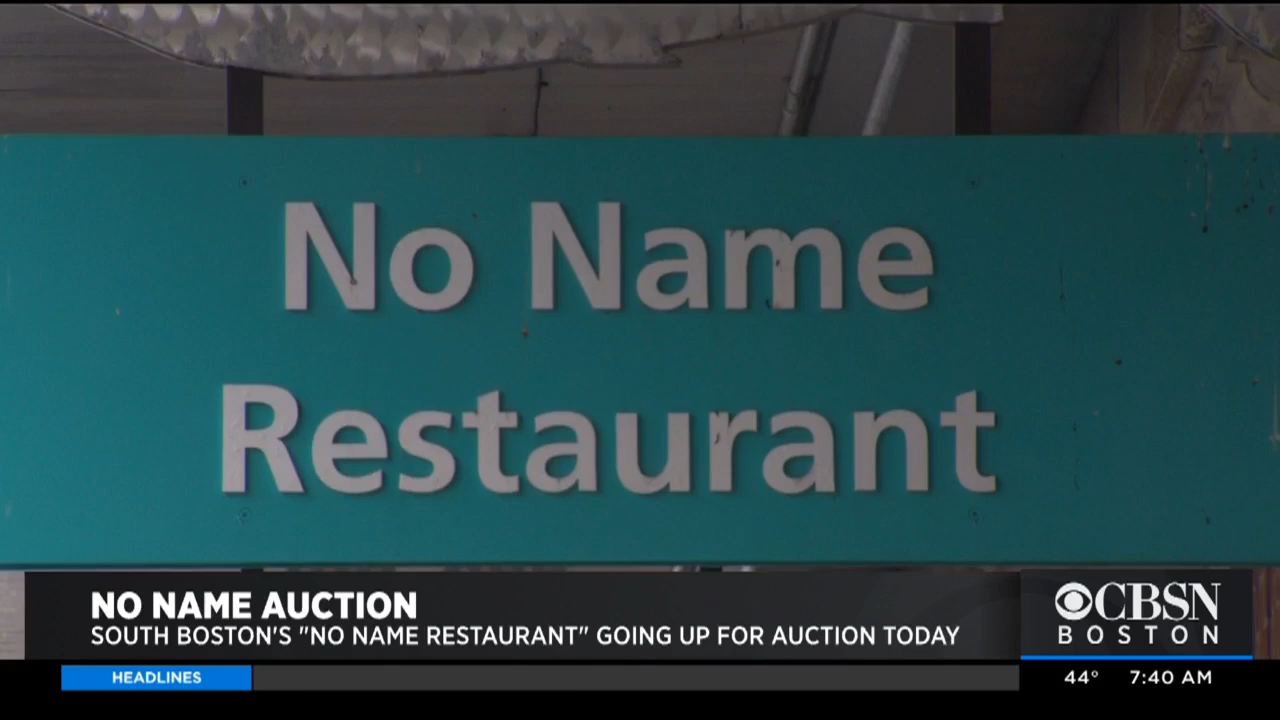 No Name
Restaurant
NO NAME AUCTION
SOUTH BOSTON'S "NO NAME RESTAURANT" GOING UP FOR AUCTION TODAY
CBSN
BOSTON
HEADLINES
44° 7:40 AM